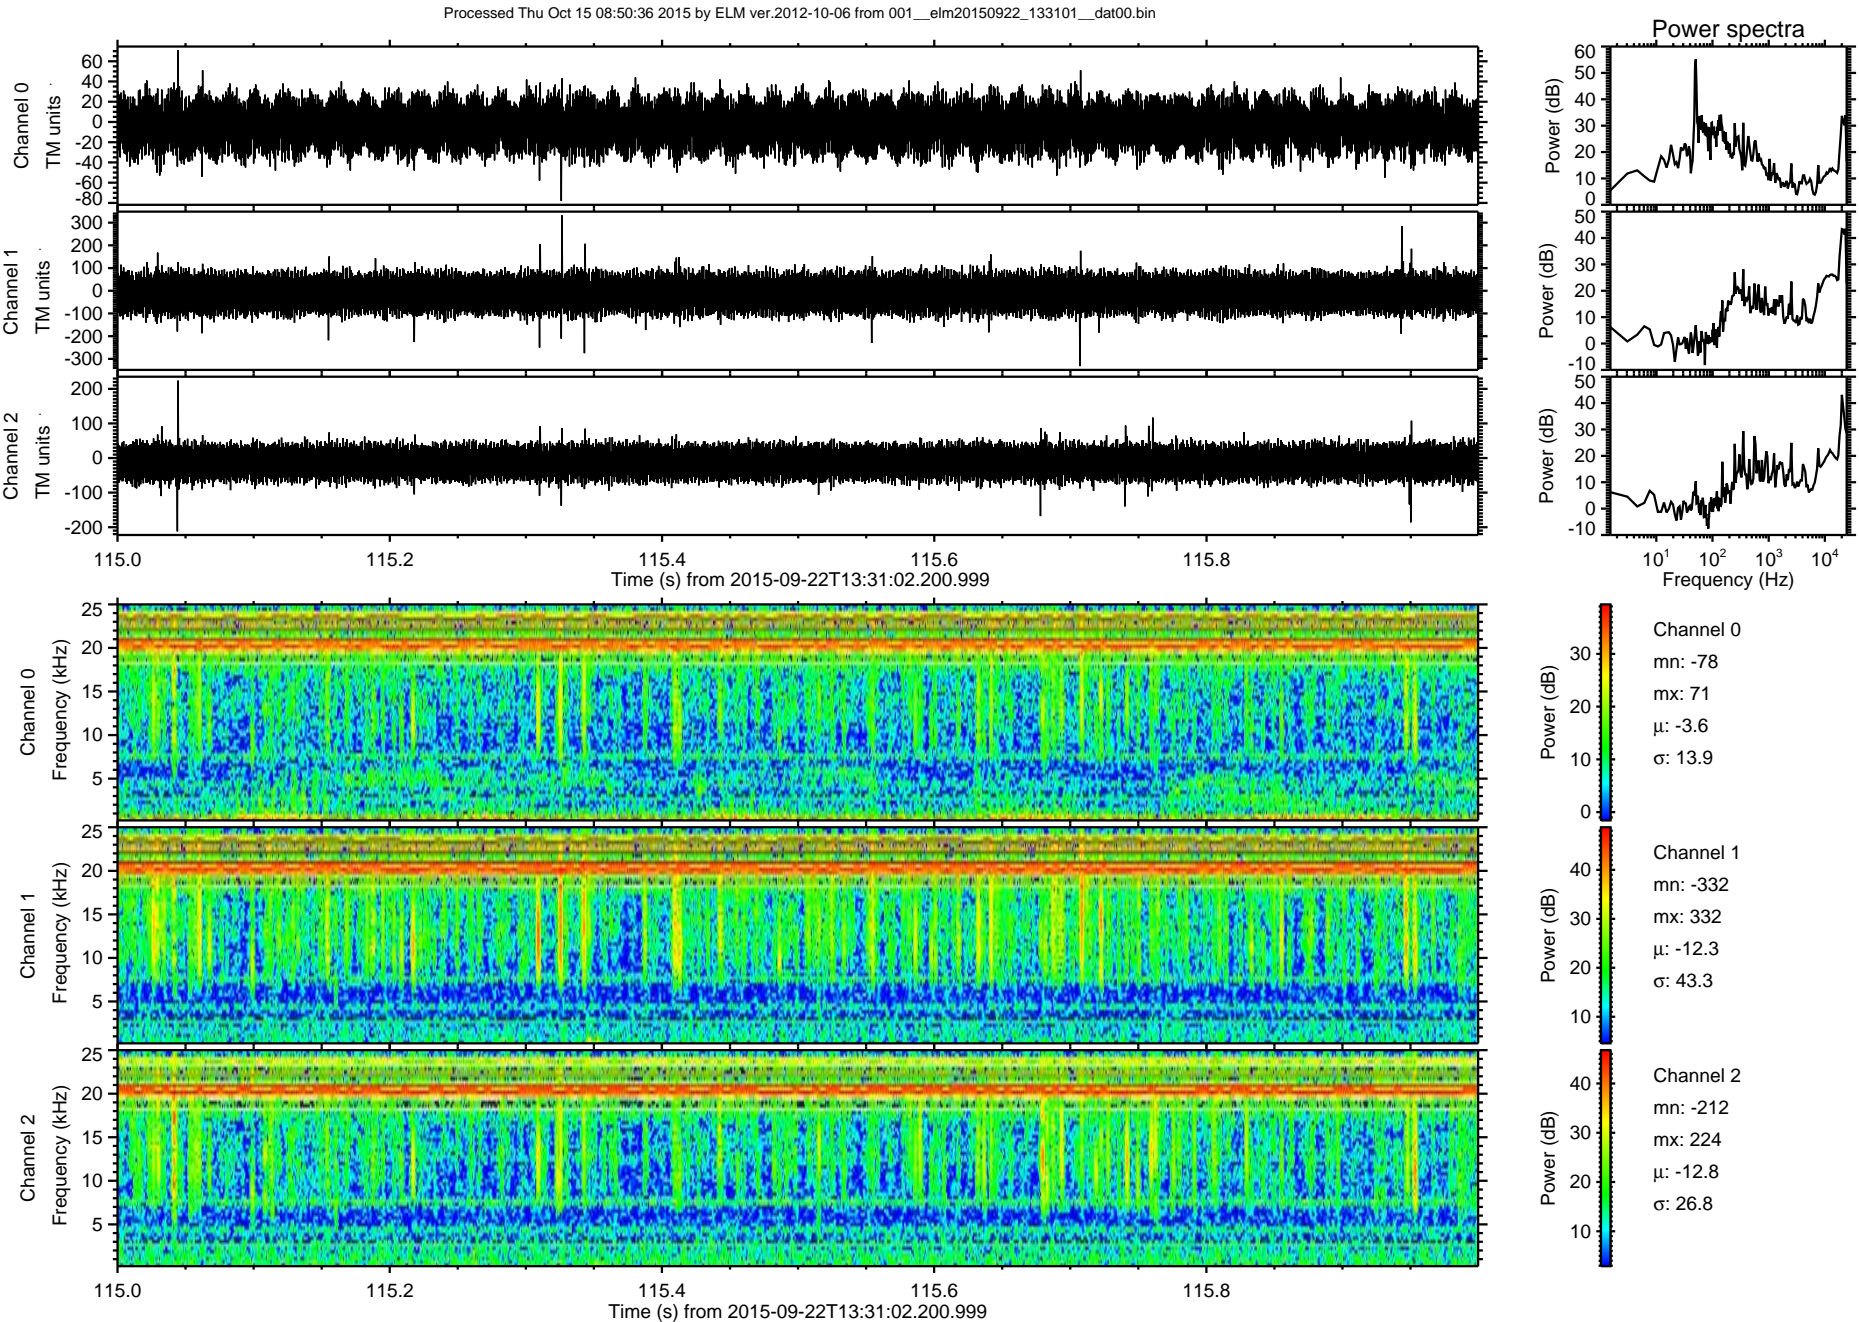 Processed Thu Oct 15 08:50:36 2015 by ELM ver.2012-10-06 from 001__elm20150922_133101__dat00.bin
Power spectra
Channel 0
TM units
60
40
20
0
-20
-40
-60
-80
Power (dB)
60
50
40
30
20
10
0
Channel 1
TM units
300
200
100
0
-100
-200
-300
Power (dB)
50
40
30
20
10
0
-10
Channel 2
TM units
200
100
0
-100
-200
Power (dB)
50
40
30
20
10
0
-10
115.0 115.2 115.4 115.6 115.8
Time (s) from 2015-09-22T13:31:02.200.999
10¹ 10² 10³ 10⁴
Frequency (Hz)
Channel 0
Frequency (kHz)
25
20
15
10
5
Power (dB)
30
20
10
0
Channel 0
mn: -78
mx: 71
μ: -3.6
σ: 13.9
Channel 1
Frequency (kHz)
25
20
15
10
5
Power (dB)
40
30
20
10
Channel 1
mn: -332
mx: 332
μ: -12.3
σ: 43.3
Channel 2
Frequency (kHz)
25
20
15
10
5
Power (dB)
40
30
20
10
Channel 2
mn: -212
mx: 224
μ: -12.8
σ: 26.8
115.0 115.2 115.4 115.6 115.8
Time (s) from 2015-09-22T13:31:02.200.999